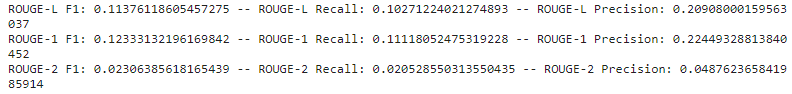 ROUGE-L F1: 0.11376118605457275 -- ROUGE-L Recall: 0.10271224021274893 -- ROUGE-L Precision: 0.20908000159563
037
ROUGE-1 F1: 0.12333132196169842 -- ROUGE-1 Recall: 0.11118052475319228 -- ROUGE-1 Precision: 0.22449328813840
452
ROUGE-2 F1: 0.02306385618165439 -- ROUGE-2 Recall: 0.020528550313550435 -- ROUGE-2 Precision: 0.0487623658419
85914